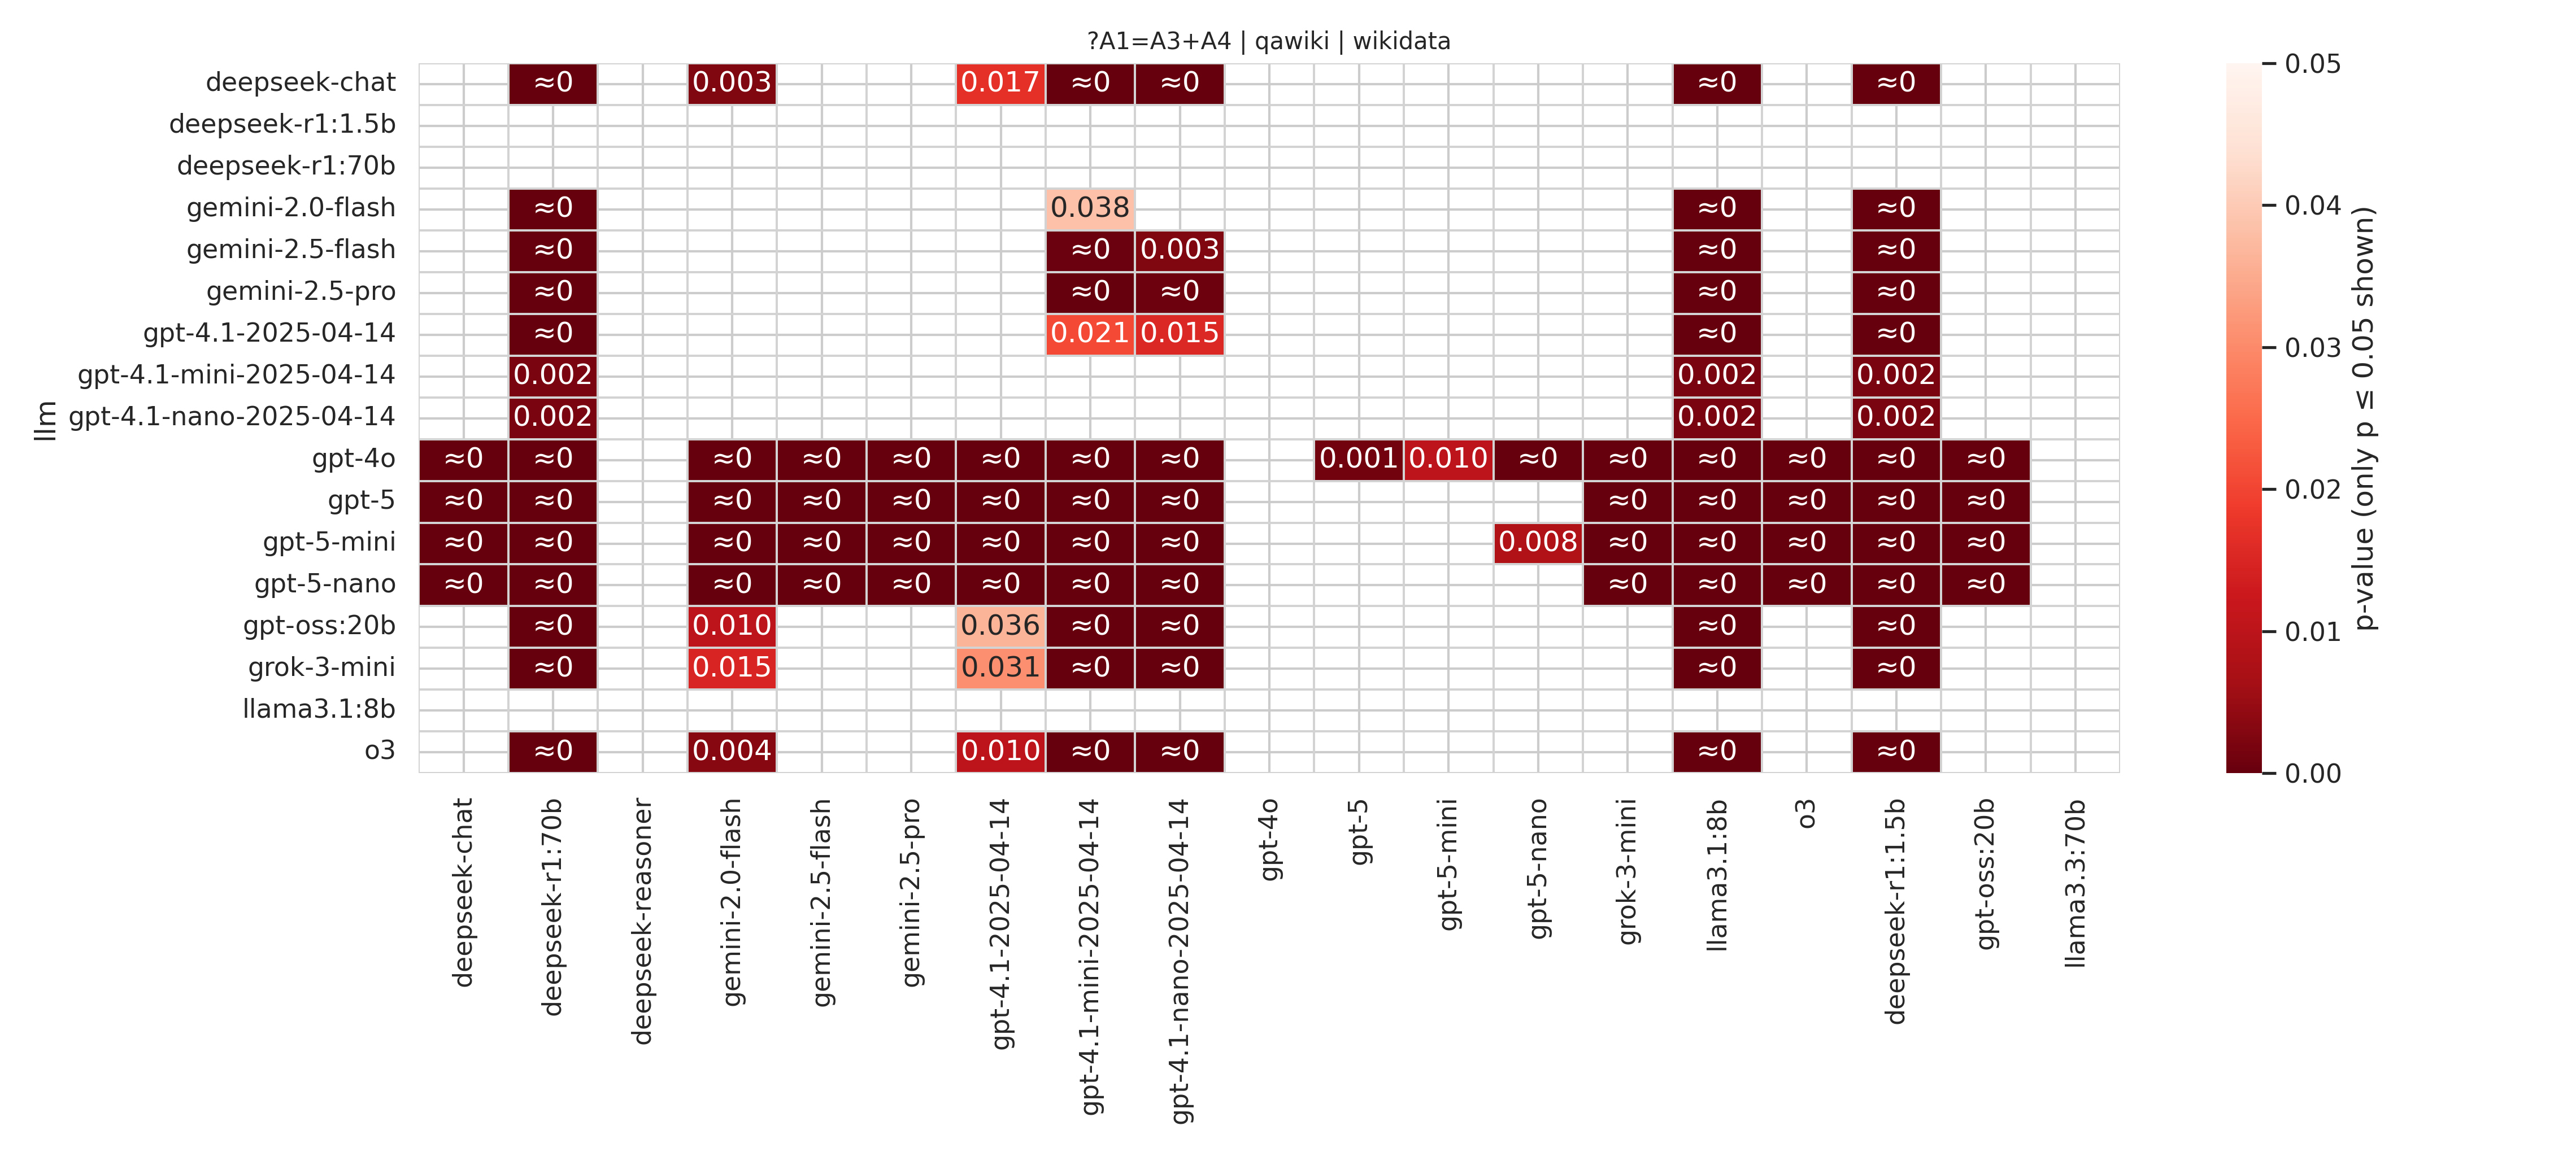 ?A1=A3+A4 | qawiki | wikidata
deepseek-chat ≈0 0.003 0.017 ≈0 ≈0 ≈0 ≈0
deepseek-r1:1.5b
deepseek-r1:70b
gemini-2.0-flash ≈0 0.038 ≈0 ≈0
gemini-2.5-flash ≈0 ≈0 0.003 ≈0 ≈0
gemini-2.5-pro ≈0 ≈0 ≈0 ≈0 ≈0
gpt-4.1-2025-04-14 ≈0 0.021 0.015 ≈0 ≈0
gpt-4.1-mini-2025-04-14 0.002 0.002 0.002
gpt-4.1-nano-2025-04-14 0.002 0.002 0.002
gpt-4o ≈0 ≈0 ≈0 ≈0 ≈0 ≈0 ≈0 ≈0 0.001 0.010 ≈0 ≈0 ≈0 ≈0 ≈0 ≈0
gpt-5 ≈0 ≈0 ≈0 ≈0 ≈0 ≈0 ≈0 ≈0 ≈0 ≈0 ≈0 ≈0 ≈0
gpt-5-mini ≈0 ≈0 ≈0 ≈0 ≈0 ≈0 ≈0 ≈0 0.008 ≈0 ≈0 ≈0 ≈0 ≈0
gpt-5-nano ≈0 ≈0 ≈0 ≈0 ≈0 ≈0 ≈0 ≈0 ≈0 ≈0 ≈0 ≈0 ≈0
gpt-oss:20b ≈0 0.010 0.036 ≈0 ≈0 ≈0 ≈0
grok-3-mini ≈0 0.015 0.031 ≈0 ≈0 ≈0 ≈0
llama3.1:8b
o3 ≈0 0.004 0.010 ≈0 ≈0 ≈0 ≈0
llm
deepseek-chat
deepseek-r1:70b
deepseek-reasoner
gemini-2.0-flash
gemini-2.5-flash
gemini-2.5-pro
gpt-4.1-2025-04-14
gpt-4.1-mini-2025-04-14
gpt-4.1-nano-2025-04-14
gpt-4o
gpt-5
gpt-5-mini
gpt-5-nano
grok-3-mini
llama3.1:8b
o3
deepseek-r1:1.5b
gpt-oss:20b
llama3.3:70b
0.05
0.04
0.03
0.02
0.01
0.00
p-value (only p ≤ 0.05 shown)